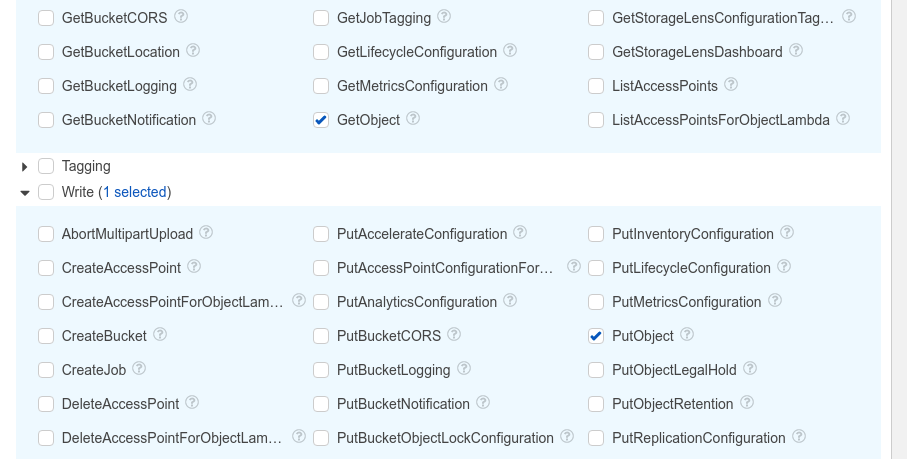 GetBucketCORS ? GetJobTagging ? GetStorageLensConfigurationTag... ?
GetBucketLocation ? GetLifecycleConfiguration ? GetStorageLensDashboard ?
GetBucketLogging ? GetMetricsConfiguration ? ListAccessPoints ?
GetBucketNotification ? GetObject ? ListAccessPointsForObjectLambda ?
Tagging
Write (1 selected)
AbortMultipartUpload ? PutAccelerateConfiguration ? PutInventoryConfiguration ?
CreateAccessPoint ? PutAccessPointConfigurationFor... ? PutLifecycleConfiguration ?
CreateAccessPointForObjectLam... ? PutAnalyticsConfiguration ? PutMetricsConfiguration ?
CreateBucket ? PutBucketCORS ? PutObject ?
CreateJob ? PutBucketLogging ? PutObjectLegalHold ?
DeleteAccessPoint ? PutBucketNotification ? PutObjectRetention ?
DeleteAccessPointForObjectLam... ? PutBucketObjectLockConfiguration ? PutReplicationConfiguration ?